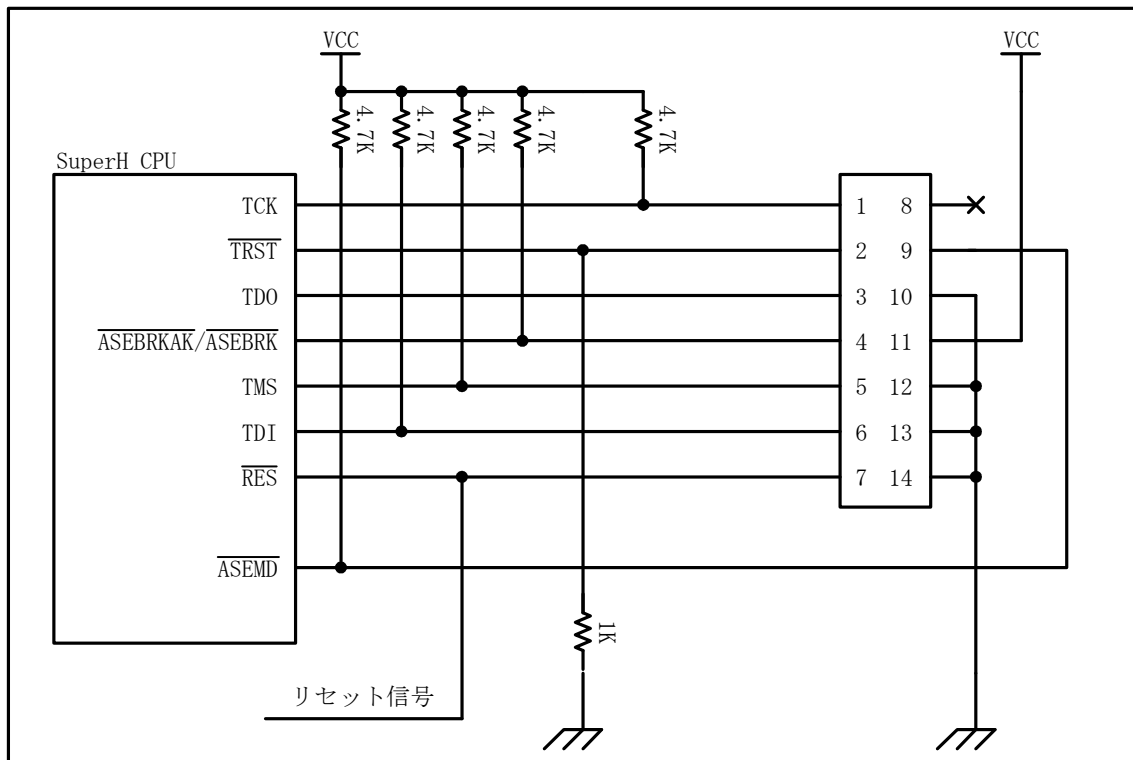 VCC
VCC
4.7K
4.7K
4.7K
4.7K
4.7K
SuperH CPU
TCK 1 8
TRST 2 9
TDO 3 10
ASEBRKAK/ASEBRK 4 11
TMS 5 12
TDI 6 13
RES 7 14
ASEMD
1K
リセット信号